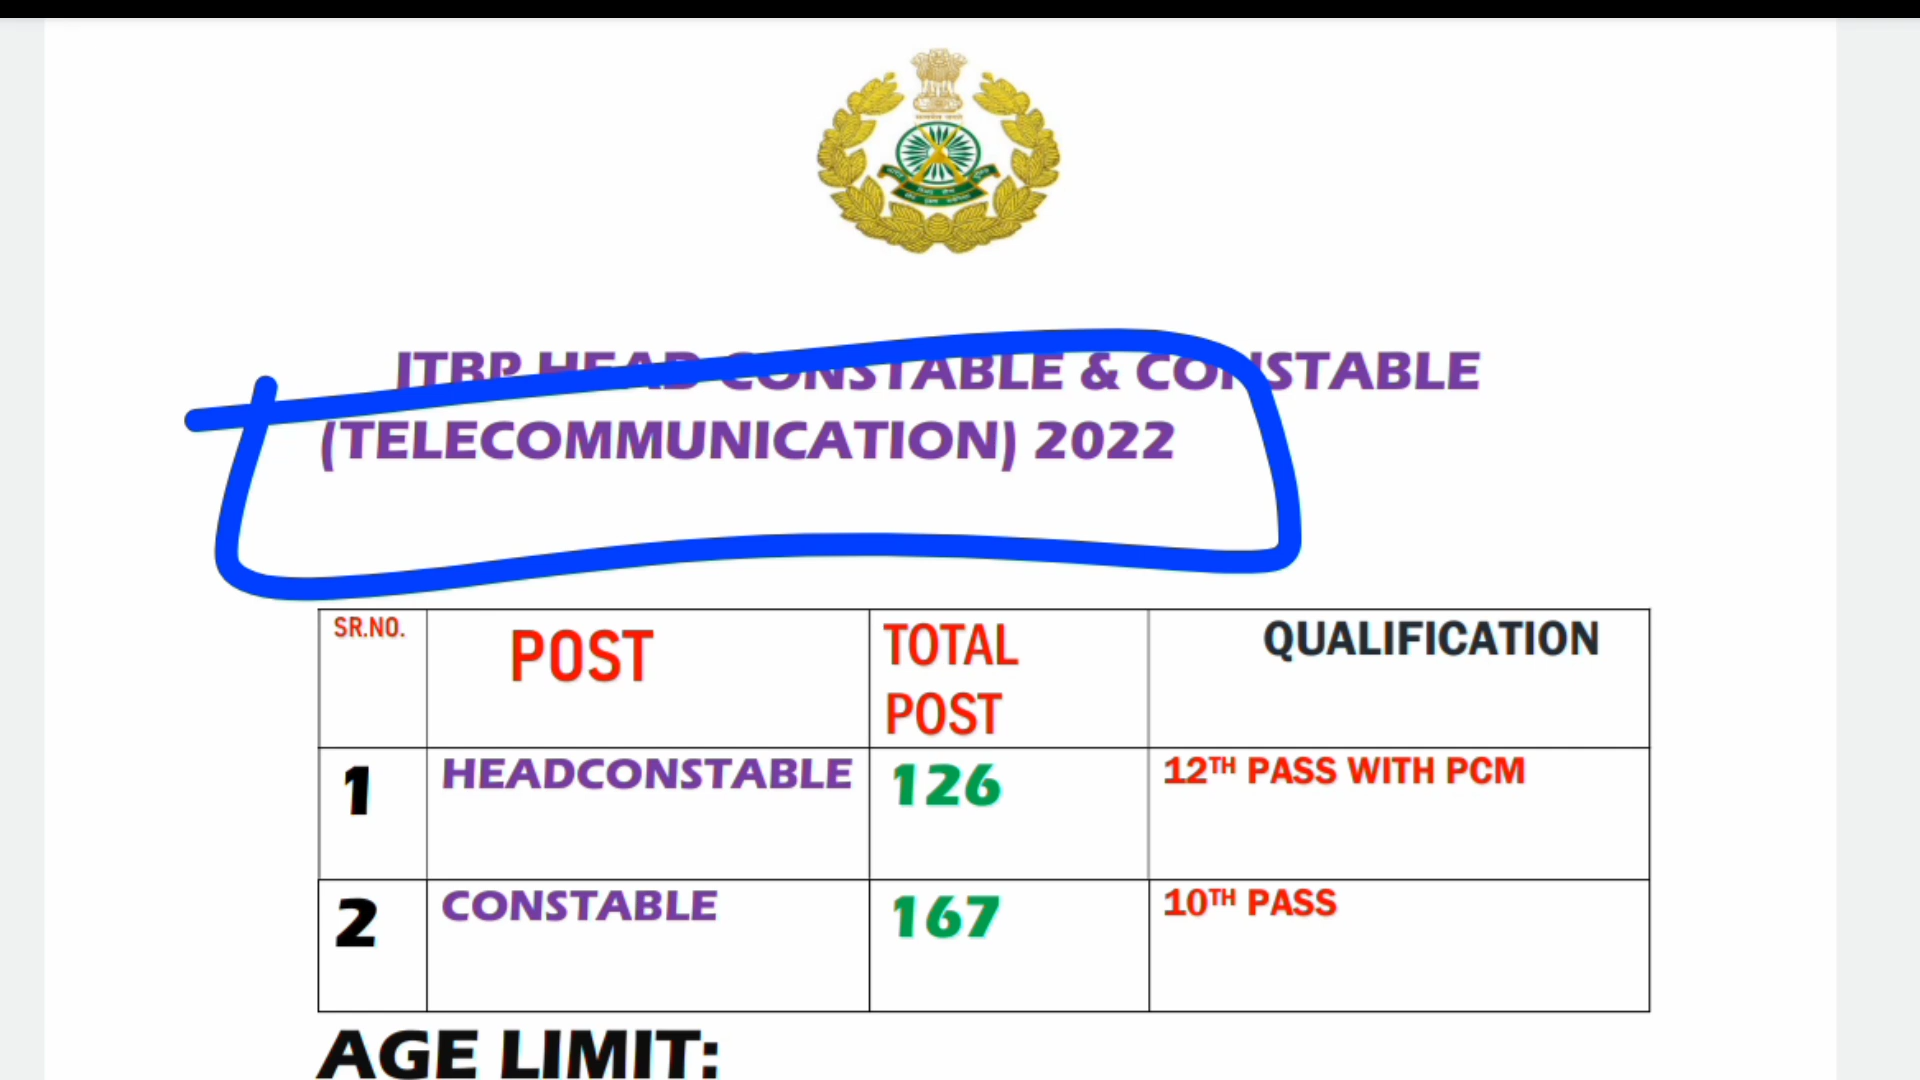 ITBP HEAD CONSTABLE & CONSTABLE
(TELECOMMUNICATION) 2022
SR.NO. POST TOTAL POST QUALIFICATION
1 HEADCONSTABLE 126 12TH PASS WITH PCM
2 CONSTABLE 167 10TH PASS
AGE LIMIT: